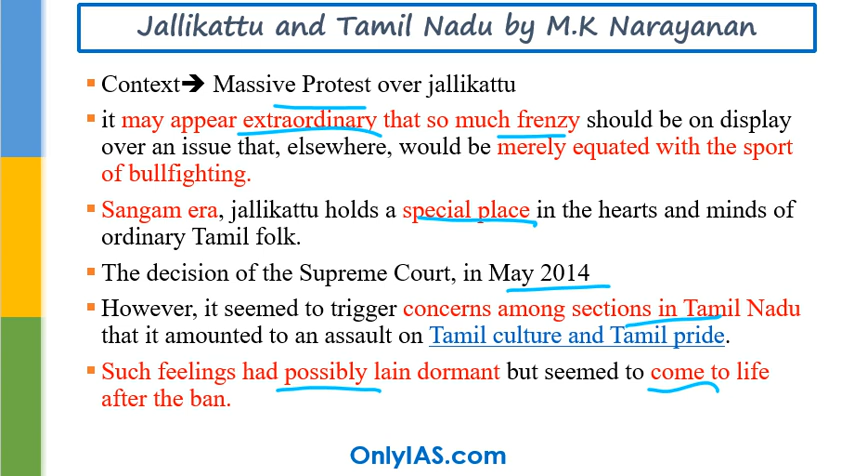 Jallikattu and Tamil Nadu by M.K Narayanan
▪ Context➔ Massive Protest over jallikattu
▪ it may appear extraordinary that so much frenzy should be on display
over an issue that, elsewhere, would be merely equated with the sport
of bullfighting.
▪ Sangam era, jallikattu holds a special place in the hearts and minds of
ordinary Tamil folk.
▪ The decision of the Supreme Court, in May 2014
▪ However, it seemed to trigger concerns among sections in Tamil Nadu
that it amounted to an assault on Tamil culture and Tamil pride.
▪ Such feelings had possibly lain dormant but seemed to come to life
after the ban.
OnlyIAS.com